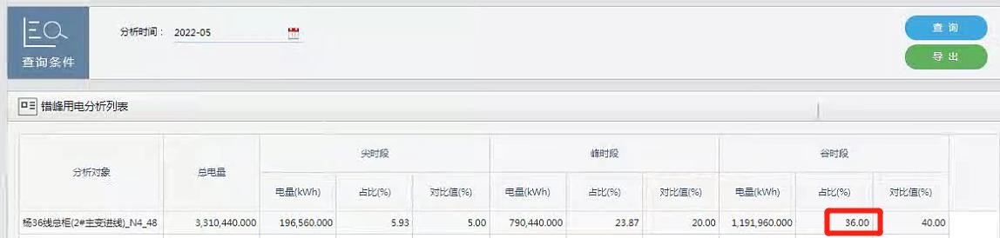 分析时间： 2022-05
查 询
导 出
查询条件
错峰用电分析列表
分析对象 总电量 尖时段 峰时段 谷时段
电量(kWh) 占比(%) 对比值(%) 电量(kWh) 占比(%) 对比值(%) 电量(kWh) 占比(%) 对比值(%)
杨36线总柜(2#主变进线)_N4_48 3,310,440.000 196,560.000 5.93 5.00 790,440.000 23.87 20.00 1,191,960.000 36.00 40.00